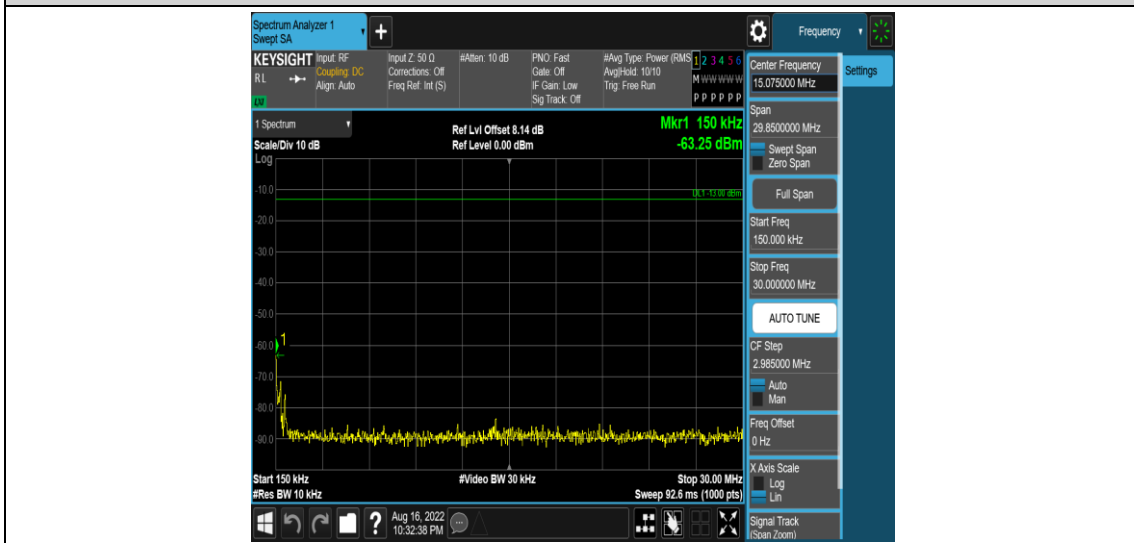 Spectrum Analyzer 1
Swept SA
+
Frequency
KEYSIGHT
RL
LXI
Input: RF
Coupling: DC
Align: Auto
Input Z: 50 Ω
Corrections: Off
Freq Ref: Int (S)
#Atten: 10 dB
PNO: Fast
Gate: Off
IF Gain: Low
Sig Track: Off
#Avg Type: Power (RMS
Avg|Hold: 10/10
Trig: Free Run
1 2 3 4 5 6
M W W W W W
P P P P P P
1 Spectrum
Scale/Div 10 dB
Log
Ref Lvl Offset 8.14 dB
Ref Level 0.00 dBm
Mkr1 150 kHz
-63.25 dBm
DL1 -13.00 dBm
-10.0
-20.0
-30.0
-40.0
-50.0
-60.0
-70.0
-80.0
-90.0
1
Start 150 kHz
#Res BW 10 kHz
#Video BW 30 kHz
Stop 30.00 MHz
Sweep 92.6 ms (1000 pts)
Center Frequency
15.075000 MHz
Settings
Span
29.8500000 MHz
Swept Span
Zero Span
Full Span
Start Freq
150.000 kHz
Stop Freq
30.000000 MHz
AUTO TUNE
CF Step
2.985000 MHz
Auto
Man
Freq Offset
0 Hz
X Axis Scale
Log
Lin
Signal Track
(Span Zoom)
?
Aug 16, 2022
10:32:38 PM